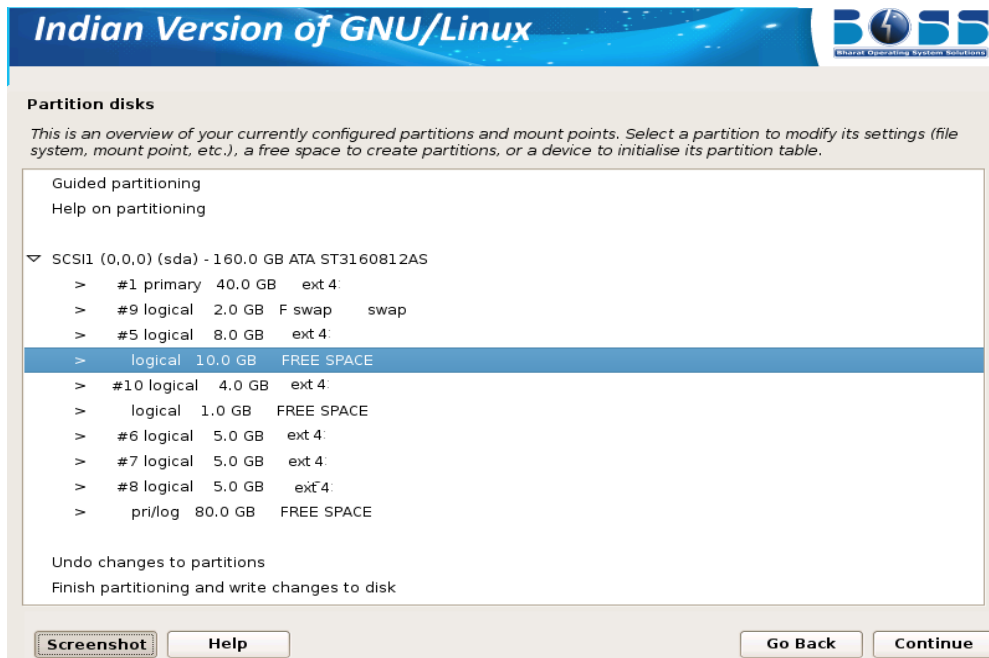 Indian Version of GNU/Linux
BOSS
Bharat Operating System Solutions
Partition disks
This is an overview of your currently configured partitions and mount points. Select a partition to modify its settings (file
system, mount point, etc.), a free space to create partitions, or a device to initialise its partition table.
Guided partitioning
Help on partitioning
SCSI1 (0,0,0) (sda) - 160.0 GB ATA ST3160812AS
> #1 primary 40.0 GB ext 4
> #9 logical 2.0 GB F swap swap
> #5 logical 8.0 GB ext 4
> logical 10.0 GB FREE SPACE
> #10 logical 4.0 GB ext 4
> logical 1.0 GB FREE SPACE
> #6 logical 5.0 GB ext 4
> #7 logical 5.0 GB ext 4
> #8 logical 5.0 GB ext 4
> pri/log 80.0 GB FREE SPACE
Undo changes to partitions
Finish partitioning and write changes to disk
Screenshot Help Go Back Continue